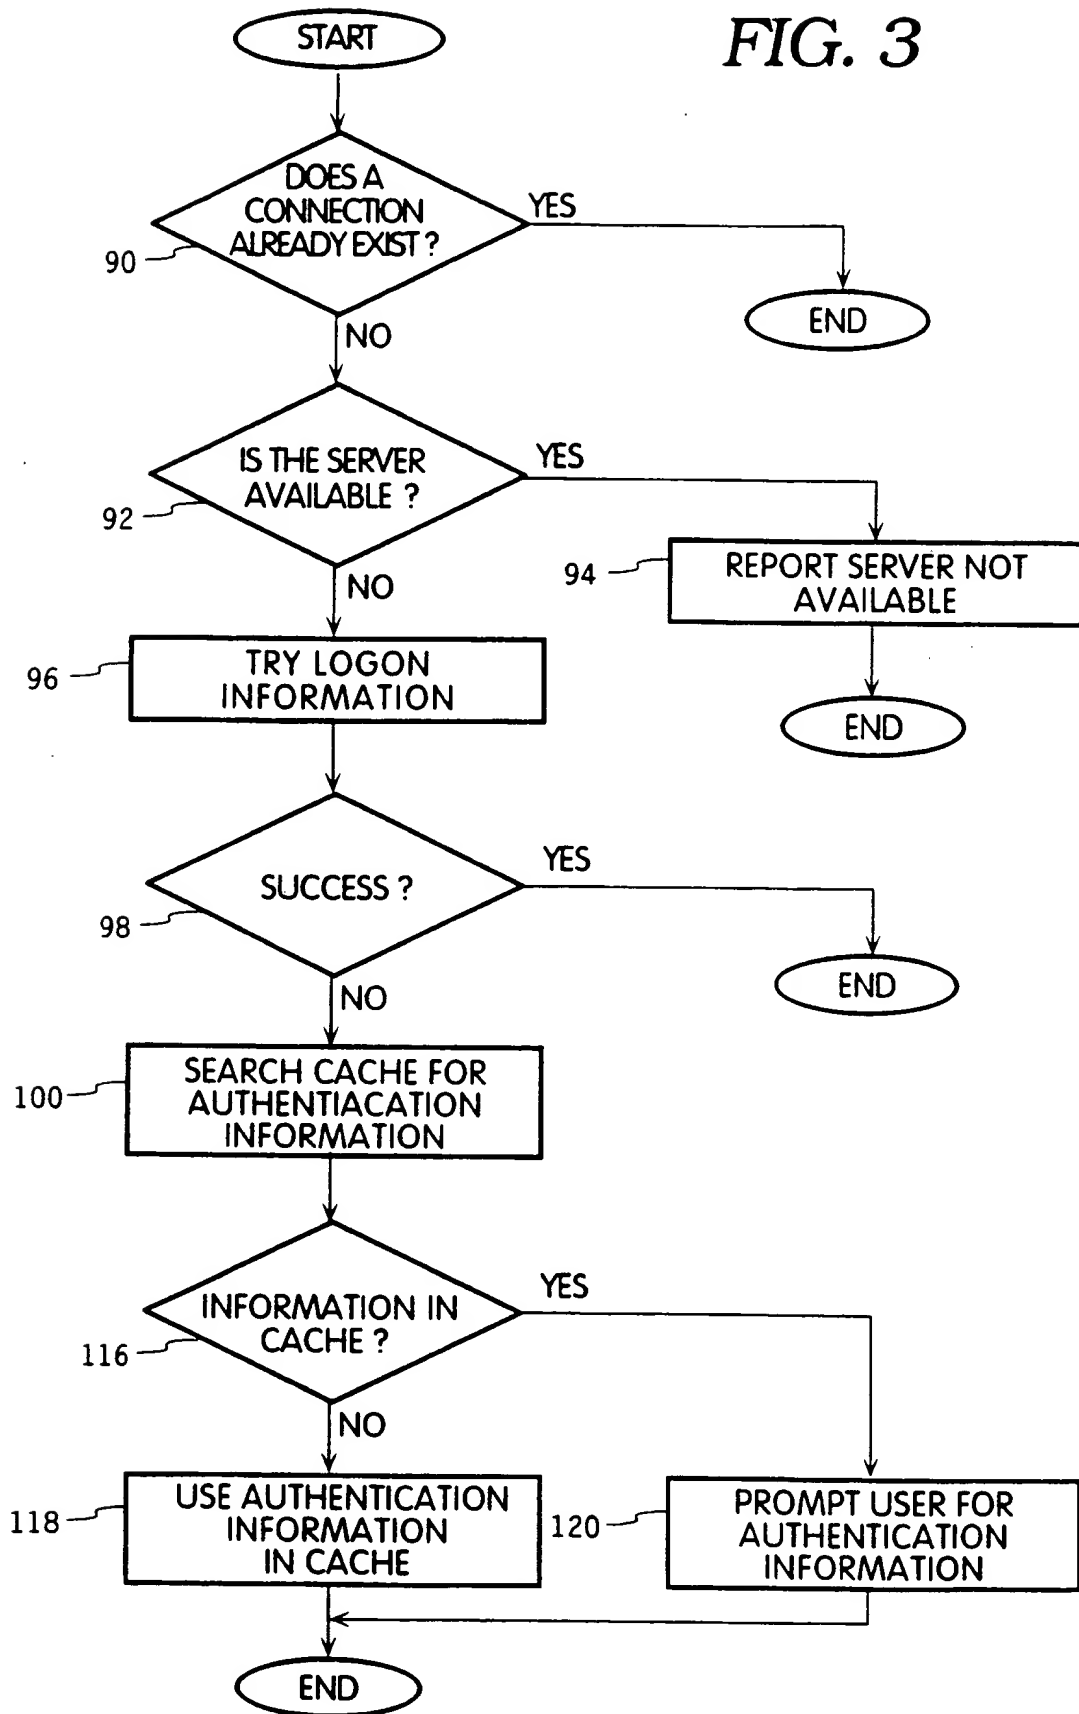 FIG. 3
START
DOES A
CONNECTION
ALREADY EXIST ?
90
YES
END
NO
IS THE SERVER
AVAILABLE ?
92
YES
94
REPORT SERVER NOT
AVAILABLE
END
NO
96
TRY LOGON
INFORMATION
SUCCESS ?
98
YES
END
NO
100
SEARCH CACHE FOR
AUTHENTIACATION
INFORMATION
INFORMATION IN
CACHE ?
116
YES
NO
118
USE AUTHENTICATION
INFORMATION
IN CACHE
120
PROMPT USER FOR
AUTHENTICATION
INFORMATION
END